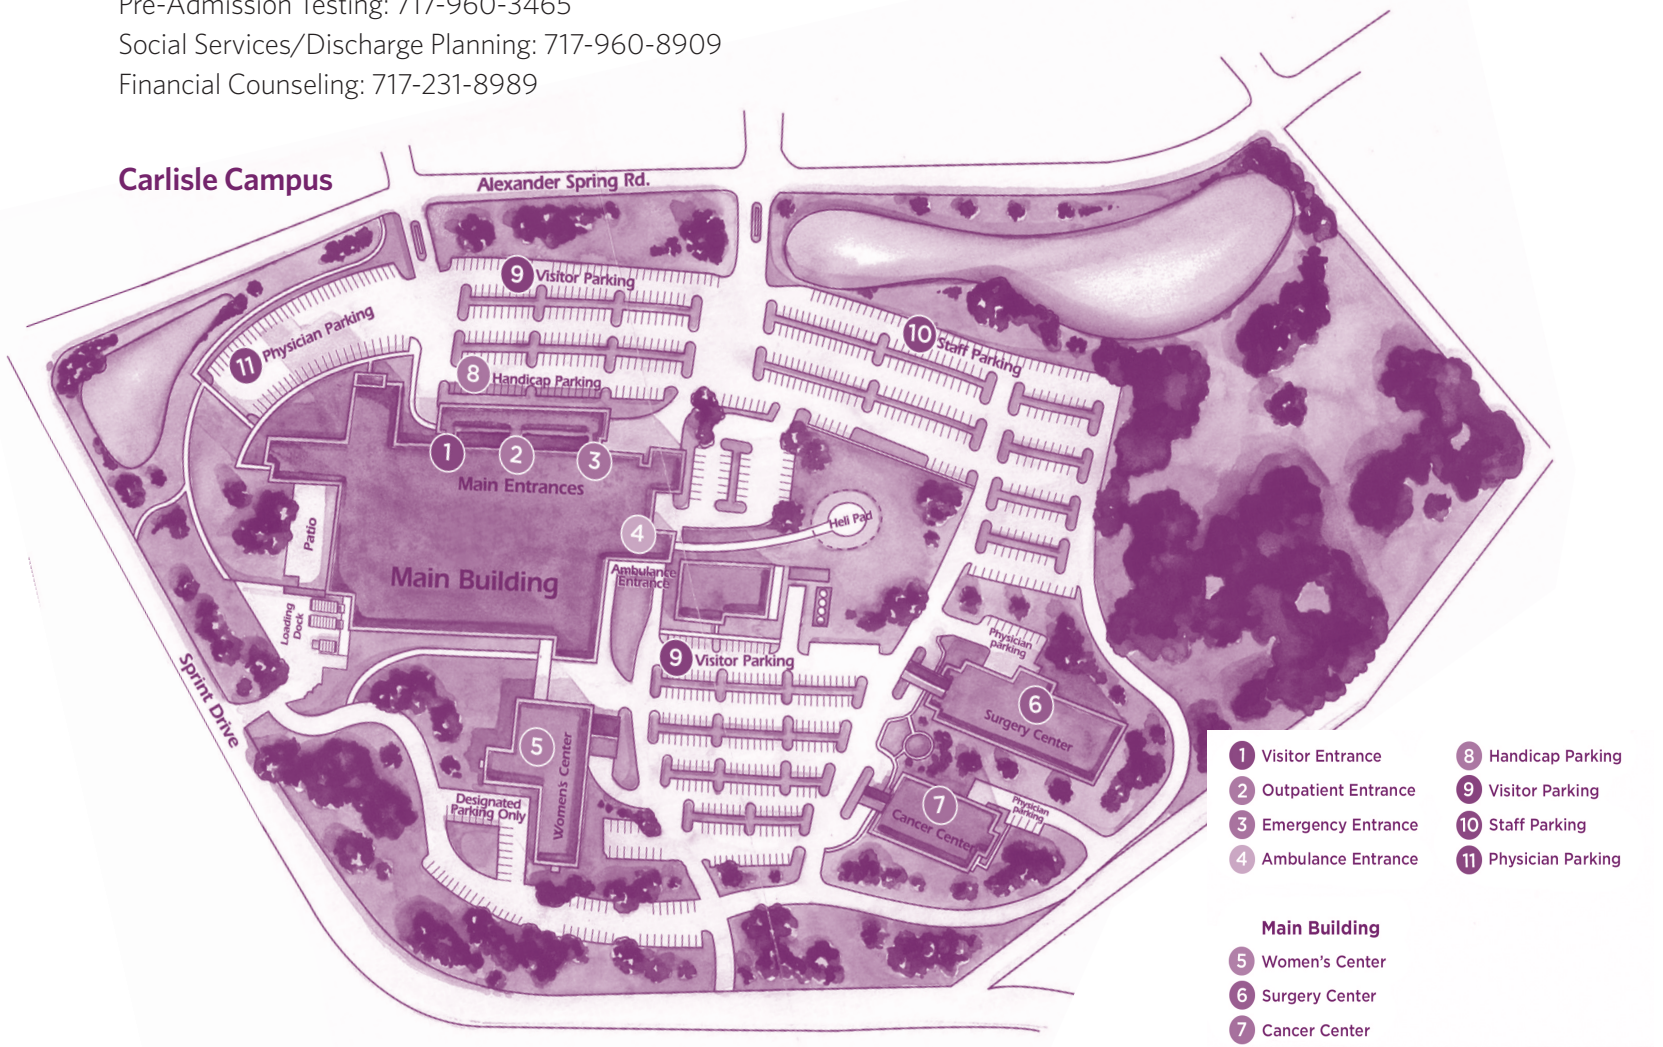 Pre-Admission Testing: 717-960-3465
Social Services/Discharge Planning: 717-960-8909
Financial Counseling: 717-231-8989
Carlisle Campus
Alexander Spring Rd.
9 Visitor Parking
11 Physician Parking
10 Staff Parking
8 Handicap Parking
1 2 3
Main Entrances
4
Ambulance
Entrance
Heli Pad
Patio
Main Building
Loading
Dock
Sprint Drive
9 Visitor Parking
Physician
parking
6
Surgery Center
5
Women's Center
Designated
Parking Only
7
Cancer Center
Physician
parking
1 Visitor Entrance
2 Outpatient Entrance
3 Emergency Entrance
4 Ambulance Entrance
8 Handicap Parking
9 Visitor Parking
10 Staff Parking
11 Physician Parking
Main Building
5 Women's Center
6 Surgery Center
7 Cancer Center